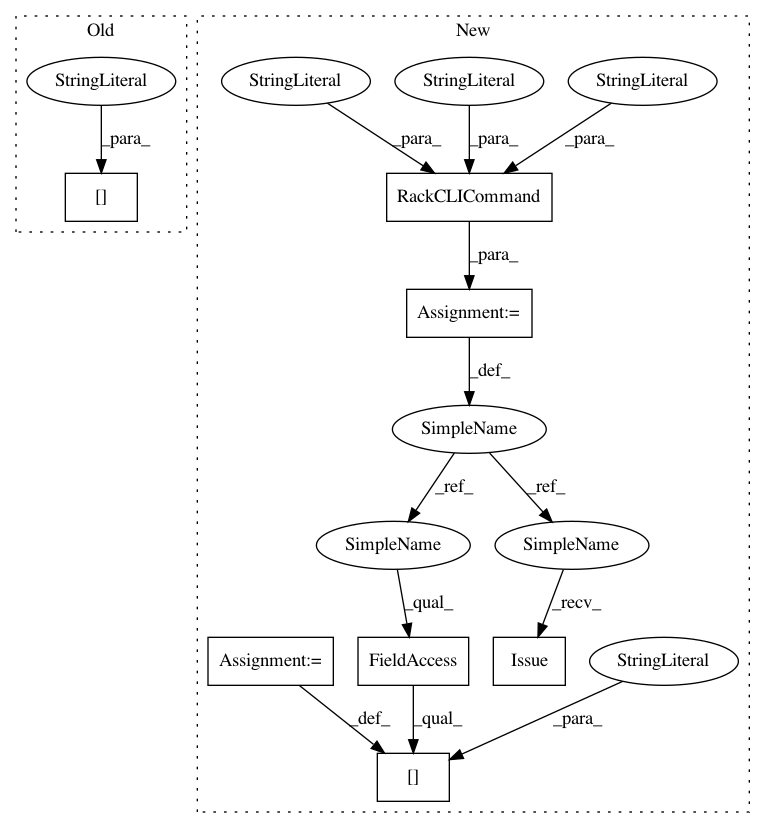 Old
New
StringLiteral
StringLiteral
StringLiteral
StringLiteral
_para_
_para_
_para_
_para_
[]
RackCLICommand
_para_
Assignment:=
_def_
SimpleName
_ref_
_ref_
SimpleName
SimpleName
_qual_
_recv_
Assignment:=
FieldAccess
Issue
StringLiteral
_def_
_qual_
_para_
[]